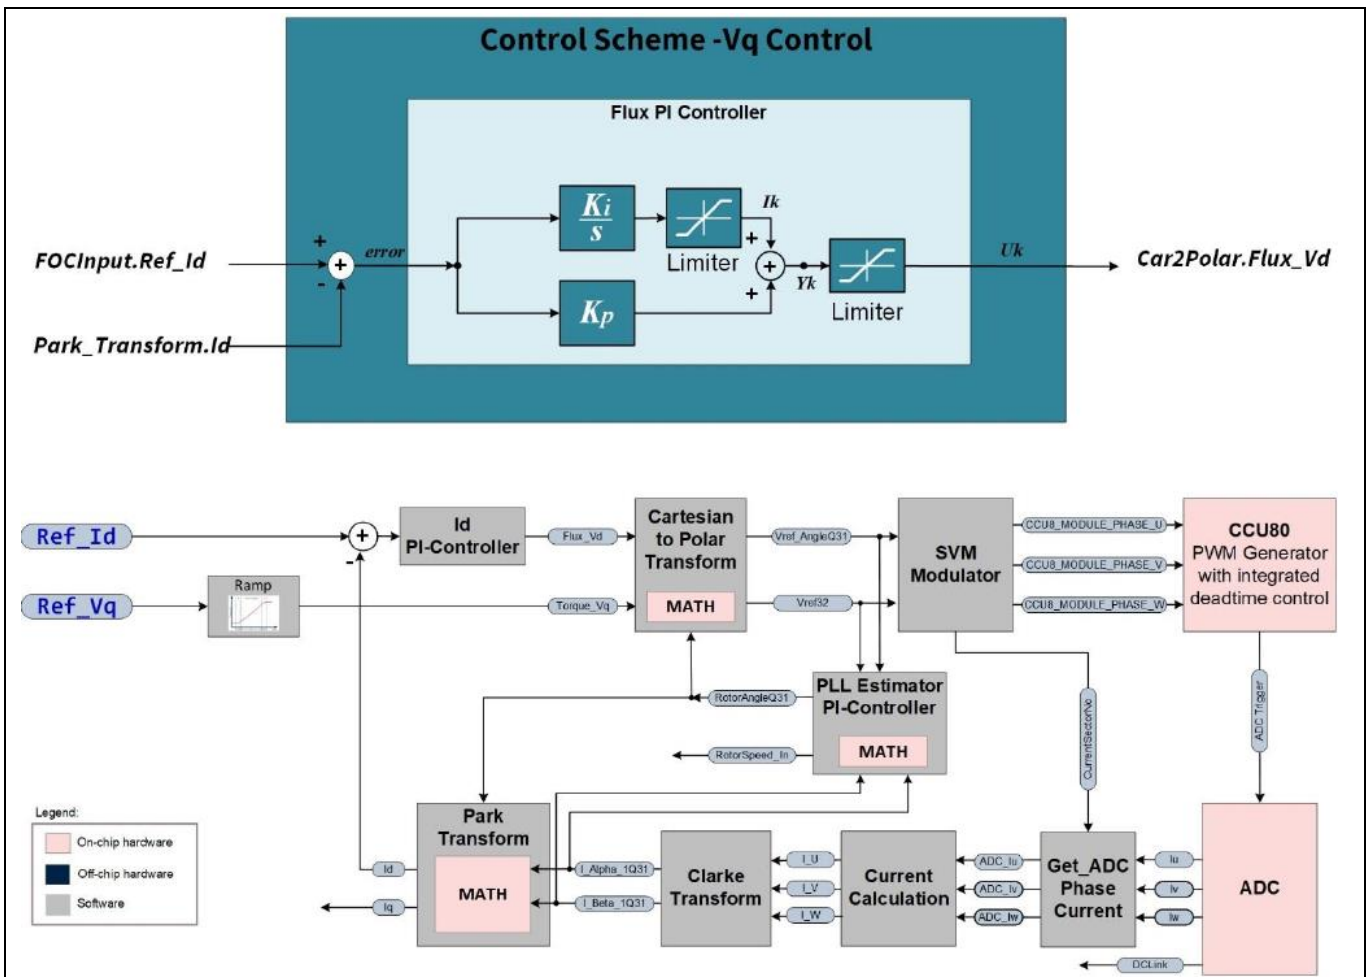 Control Scheme -Vq Control
Flux PI Controller
Ki
s
Ik
+
Limiter
FOCInput.Ref_Id
+
+
error
-
Park_Transform.Id
Kp
+
+
Yk
Limiter
Uk
Car2Polar.Flux_Vd
Ref_Id
+
-
Id
PI-Controller
Flux_Vd
Cartesian
to Polar
Transform
MATH
Vref_AngleQ31
Vref32
SVM
Modulator
CCU8_MODULE_PHASE_U
CCU8_MODULE_PHASE_V
CCU8_MODULE_PHASE_W
CCU80
PWM Generator
with integrated
deadtime control
Ref_Vq
Ramp
Torque_Vq
RotorAngleQ31
RotorSpeed_In
PLL Estimator
PI-Controller
MATH
CurrentSectorNo
ADC Trigger
Legend:
On-chip hardware
Off-chip hardware
Software
Id
Iq
Park
Transform
MATH
I_Alpha_1Q31
I_Beta_1Q31
Clarke
Transform
I_U
I_V
I_W
Current
Calculation
ADC_Iu
ADC_Iv
ADC_Iw
Get_ADC
Phase
Current
Iu
Iv
Iw
ADC
DCLink